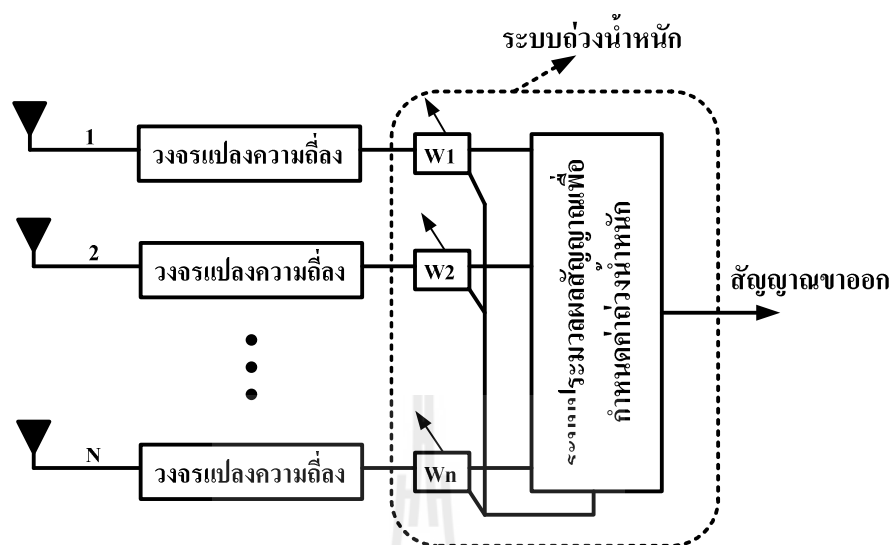 ระบบถ่วงน้ำหนัก
1
วงจรแปลงความถี่ลง
W1
2
วงจรแปลงความถี่ลง
W2
ระบบประมวลผลสัญญาณเพื่อ
กำหนดค่าถ่วงน้ำหนัก
สัญญาณขาออก
N
วงจรแปลงความถี่ลง
Wn